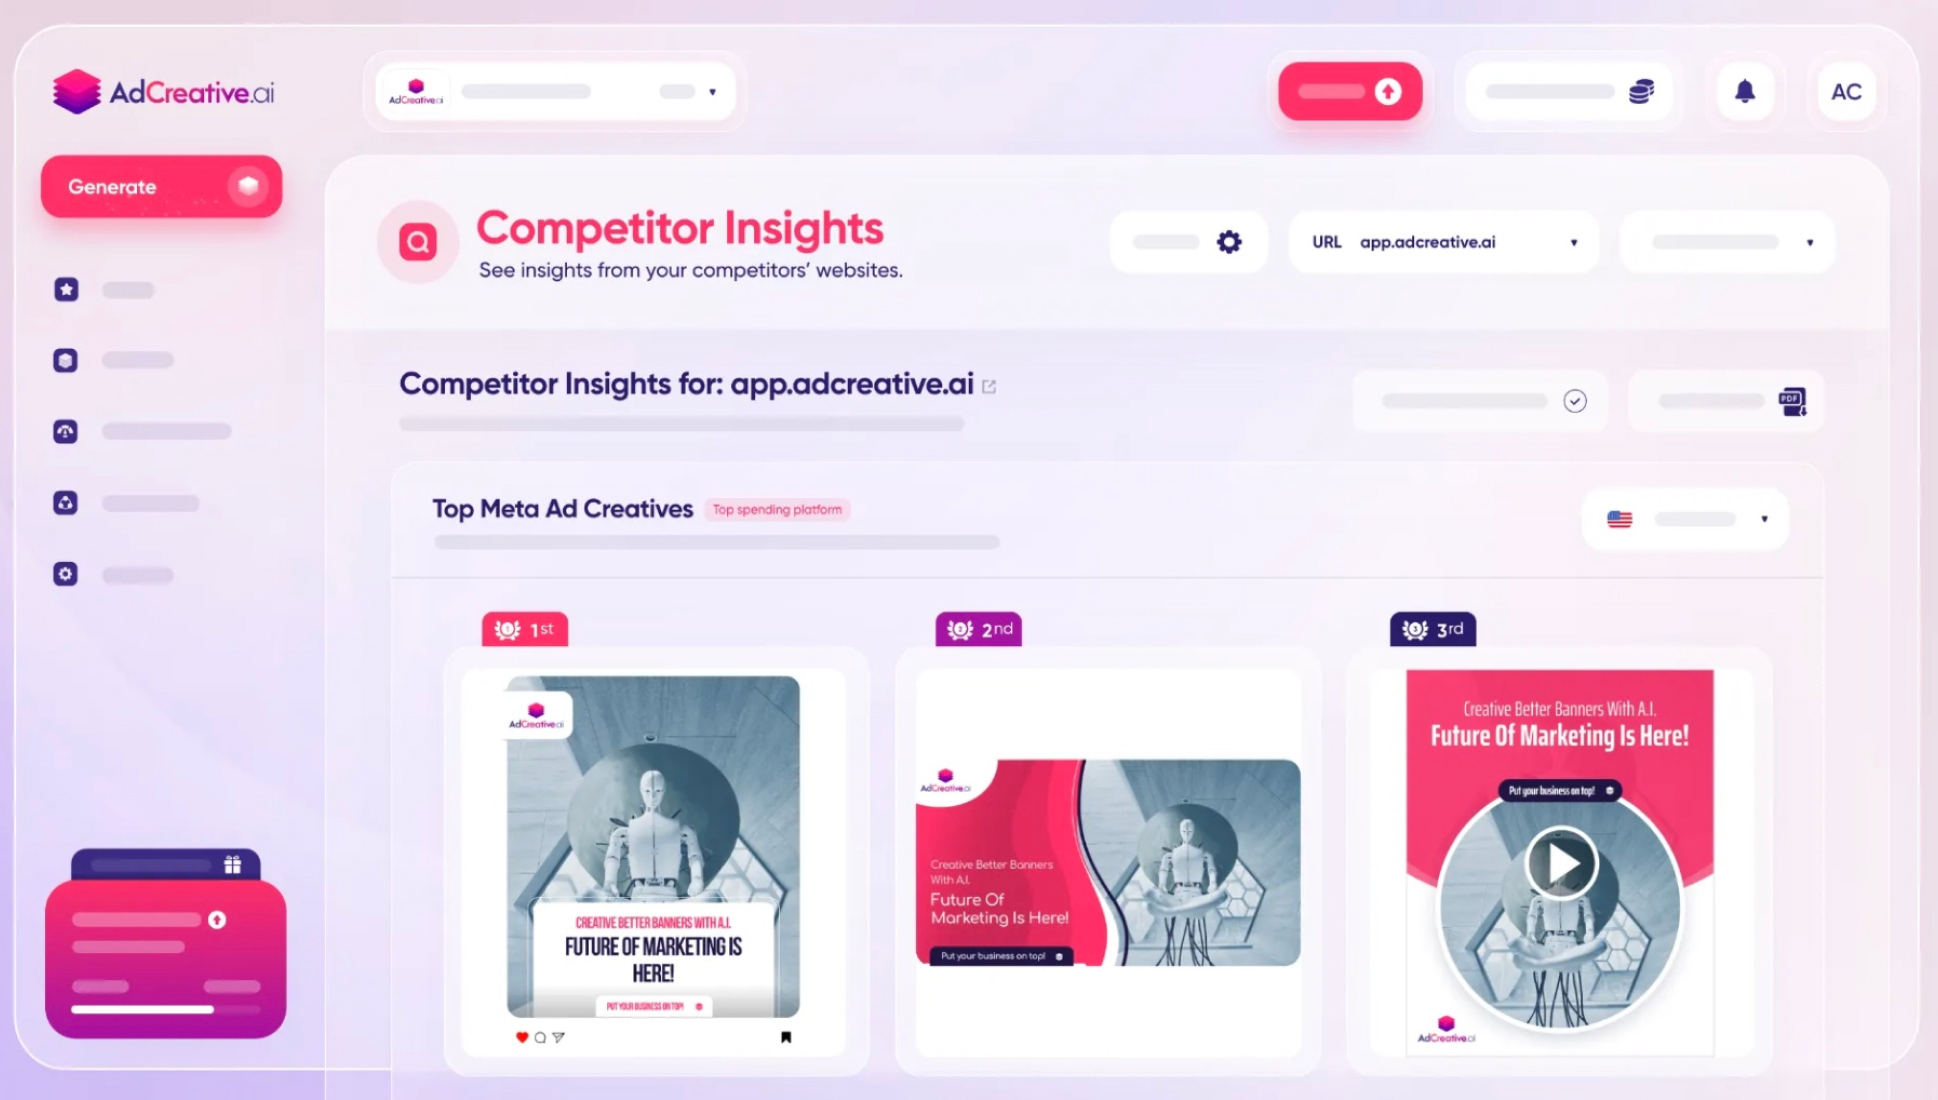 AdCreative.ai
AdCreative.ai
AC
Generate
Competitor Insights
See insights from your competitors' websites.
URL app.adcreative.ai
Competitor Insights for: app.adcreative.ai
PDF
Top Meta Ad Creatives
Top spending platform
1 1st
2 2nd
3 3rd
AdCreative.ai
CREATIVE BETTER BANNERS WITH A.I.
FUTURE OF MARKETING IS
HERE!
PUT YOUR BUSINESS ON TOP!
AdCreative.ai
Creative Better Banners
With A.I.
Future Of
Marketing Is Here!
Put your business on top!
Creative Better Banners With A.I.
Future Of Marketing Is Here!
Put your business on top!
AdCreative.ai